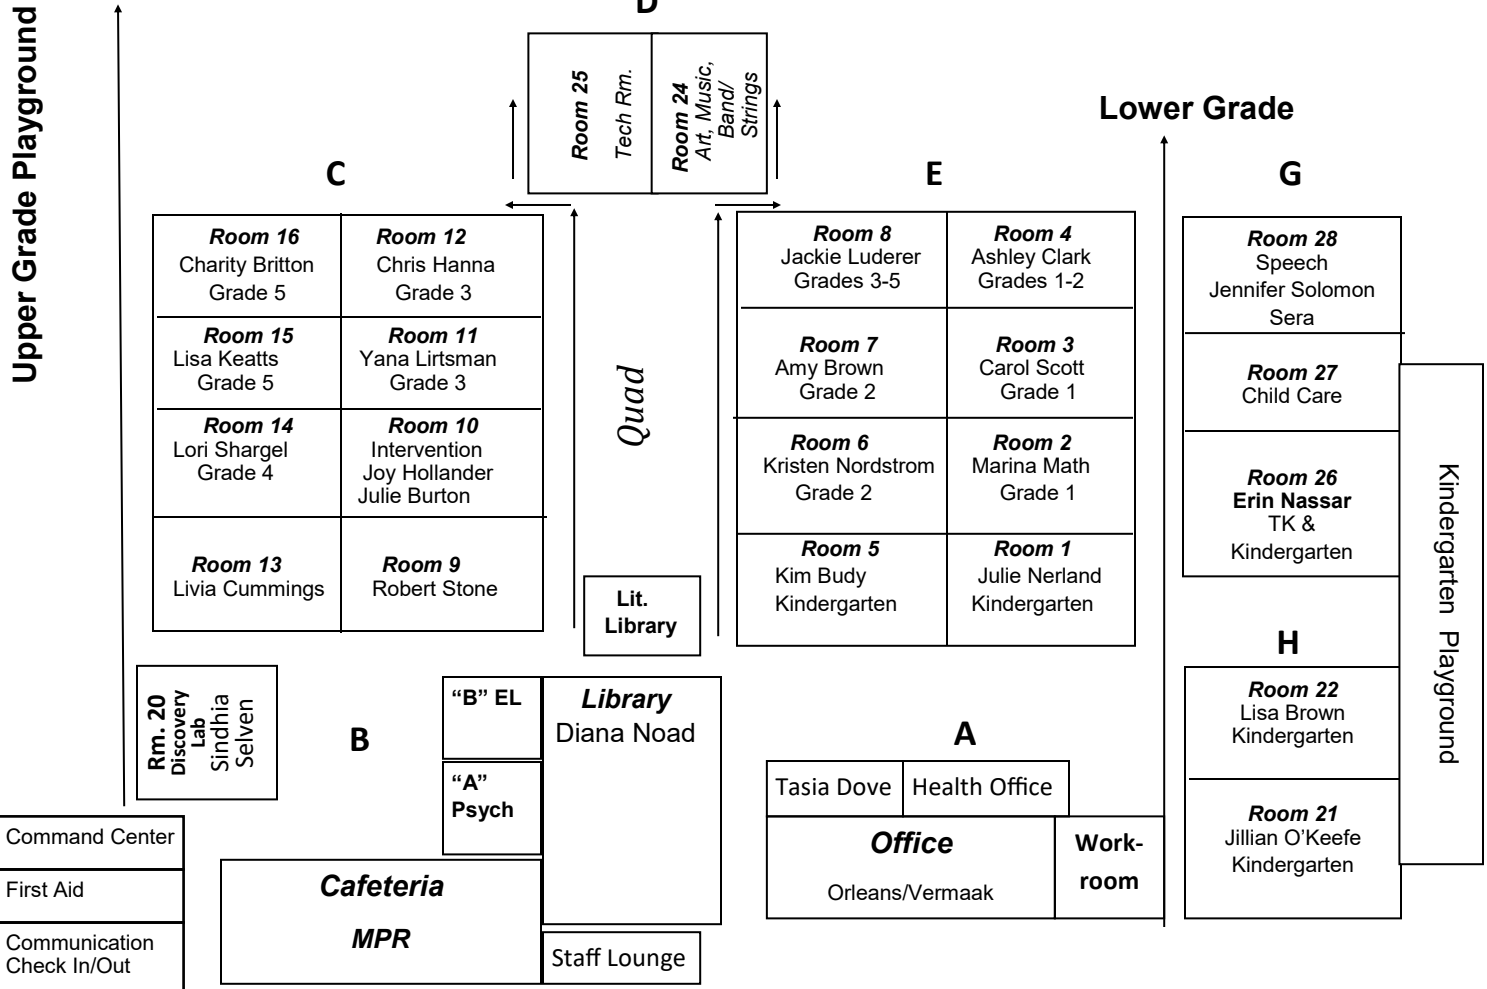 Upper Grade Playground
D
Room 25
Tech Rm.
Room 24
Art, Music,
Band/
Strings
Lower Grade
C
E
G
Room 16
Charity Britton
Grade 5
Room 12
Chris Hanna
Grade 3
Room 15
Lisa Keatts
Grade 5
Room 11
Yana Lirtsman
Grade 3
Room 14
Lori Shargel
Grade 4
Room 10
Intervention
Joy Hollander
Julie Burton
Room 13
Livia Cummings
Room 9
Robert Stone
Quad
Lit.
Library
Room 8
Jackie Luderer
Grades 3-5
Room 4
Ashley Clark
Grades 1-2
Room 7
Amy Brown
Grade 2
Room 3
Carol Scott
Grade 1
Room 6
Kristen Nordstrom
Grade 2
Room 2
Marina Math
Grade 1
Room 5
Kim Budy
Kindergarten
Room 1
Julie Nerland
Kindergarten
Room 28
Speech
Jennifer Solomon
Sera
Room 27
Child Care
Room 26
Erin Nassar
TK &
Kindergarten
Kindergarten Playground
H
Room 22
Lisa Brown
Kindergarten
Room 21
Jillian O’Keefe
Kindergarten
Rm. 20
Discovery
Lab
Sindhia
Selven
B
“B” EL
“A”
Psych
Library
Diana Noad
A
Tasia Dove
Health Office
Office
Orleans/Vermaak
Work-
room
Command Center
First Aid
Communication
Check In/Out
Cafeteria
MPR
Staff Lounge